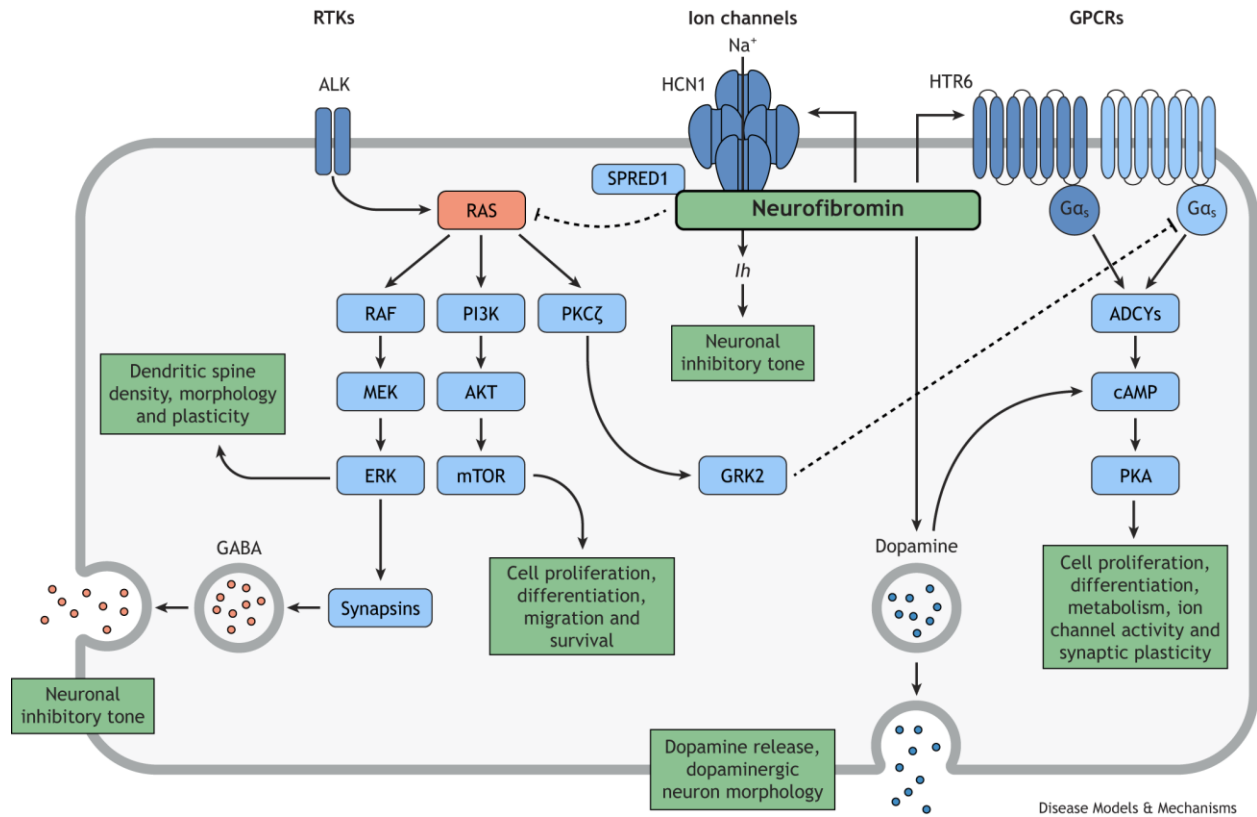 RTKs
Ion channels
GPCRs
Na⁺
ALK
HCN1
HTR6
SPRED1
RAS
Neurofibromin
Gαₛ
Gαₛ
Ih
RAF
PI3K
PKCζ
ADCYs
Neuronal
inhibitory tone
Dendritic spine
density, morphology
and plasticity
MEK
AKT
cAMP
ERK
mTOR
GRK2
PKA
GABA
Dopamine
Cell proliferation,
differentiation,
migration and
survival
Cell proliferation,
differentiation,
metabolism, ion
channel activity and
synaptic plasticity
Synapsins
Neuronal
inhibitory tone
Dopamine release,
dopaminergic
neuron morphology
Disease Models & Mechanisms